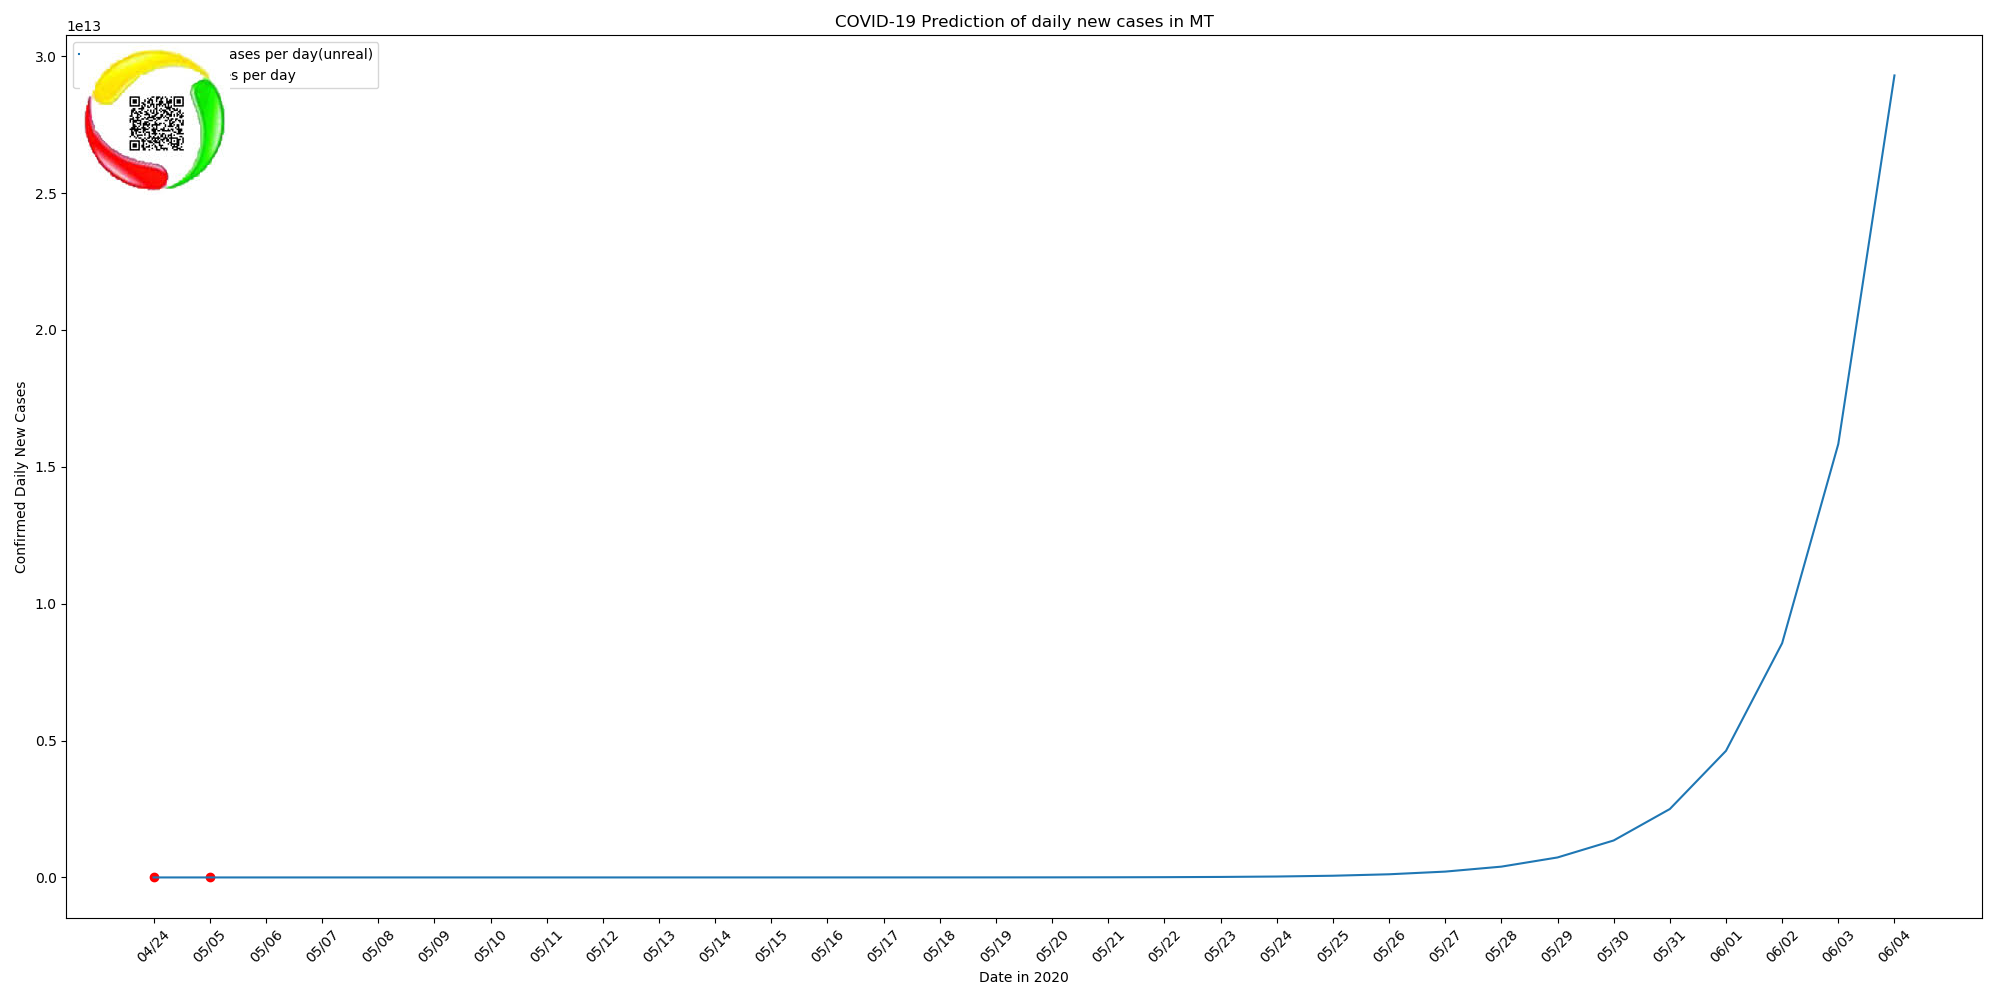 COVID-19 Prediction of daily new cases in MT
1e13
ases per day(unreal)
s per day
3.0
2.5
2.0
1.5
1.0
0.5
0.0
Confirmed Daily New Cases
04/24 05/05 05/06 05/07 05/08 05/09 05/10 05/11 05/12 05/13 05/14 05/15 05/16 05/17 05/18 05/19 05/20 05/21 05/22 05/23 05/24 05/25 05/26 05/27 05/28 05/29 05/30 05/31 06/01 06/02 06/03 06/04
Date in 2020